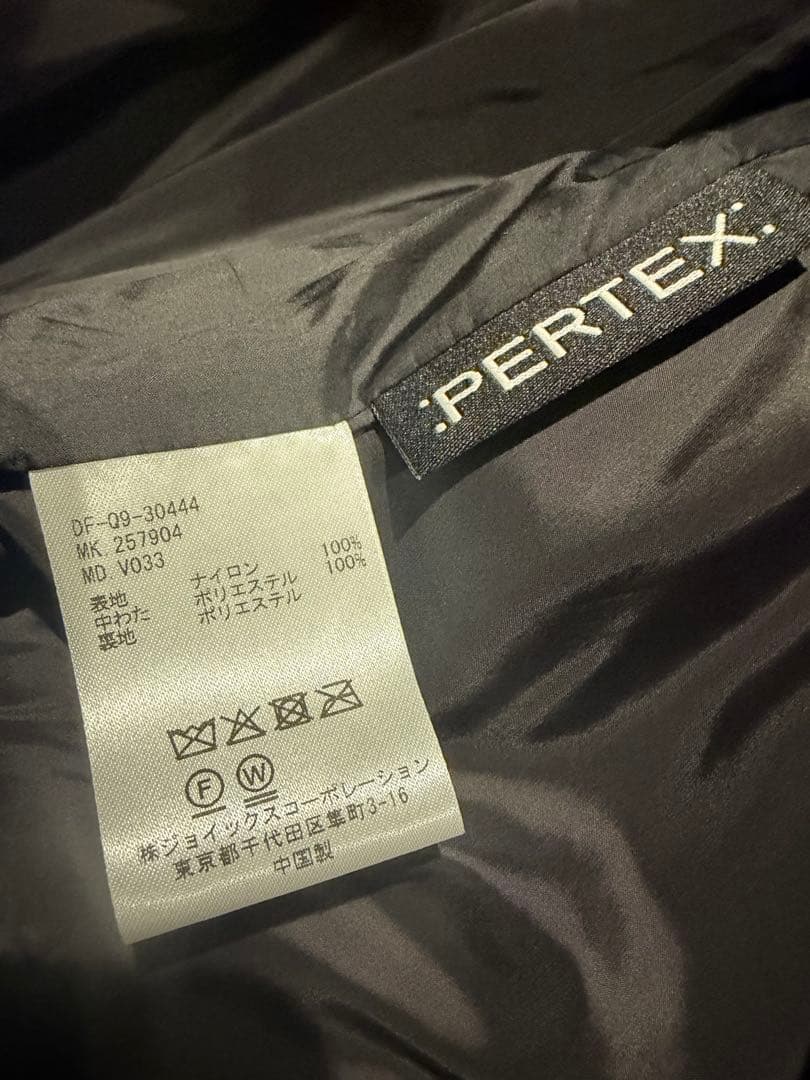 :PERTEX:
DF-Q9-30444
MK 257904
MD. V033
表地 ナイロン 100%
中わた ポリエステル 100%
裏地 ポリエステル
F W
株ジョイックスコーポレーション
東京都千代田区隼町3-16
中国製